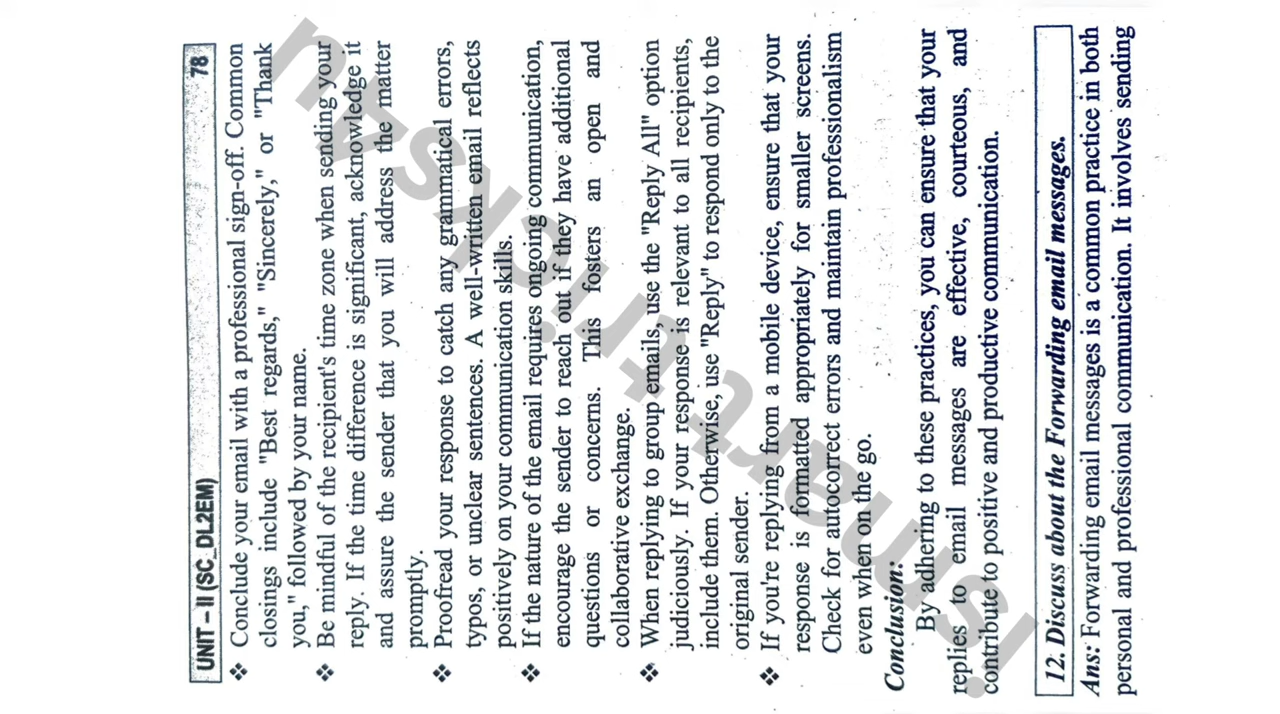 UNIT – II (SC_DL2EM) 78
❖ Conclude your email with a professional sign-off. Common
closings include "Best regards," "Sincerely," or "Thank
you," followed by your name.
❖ Be mindful of the recipient's time zone when sending your
reply. If the time difference is significant, acknowledge it
and assure the sender that you will address the matter
promptly.
❖ Proofread your response to catch any grammatical errors,
typos, or unclear sentences. A well-written email reflects
positively on your communication skills.
❖ If the nature of the email requires ongoing communication,
encourage the sender to reach out if they have additional
questions or concerns. This fosters an open and
collaborative exchange.
❖ When replying to group emails, use the "Reply All" option
judiciously. If your response is relevant to all recipients,
include them. Otherwise, use "Reply" to respond only to the
original sender.
❖ If you're replying from a mobile device, ensure that your
response is formatted appropriately for smaller screens.
Check for autocorrect errors and maintain professionalism
even when on the go.
Conclusion:
By adhering to these practices, you can ensure that your
replies to email messages are effective, courteous, and
contribute to positive and productive communication.
12. Discuss about the Forwarding email messages.
Ans: Forwarding email messages is a common practice in both
personal and professional communication. It involves sending
ismarttricks4u